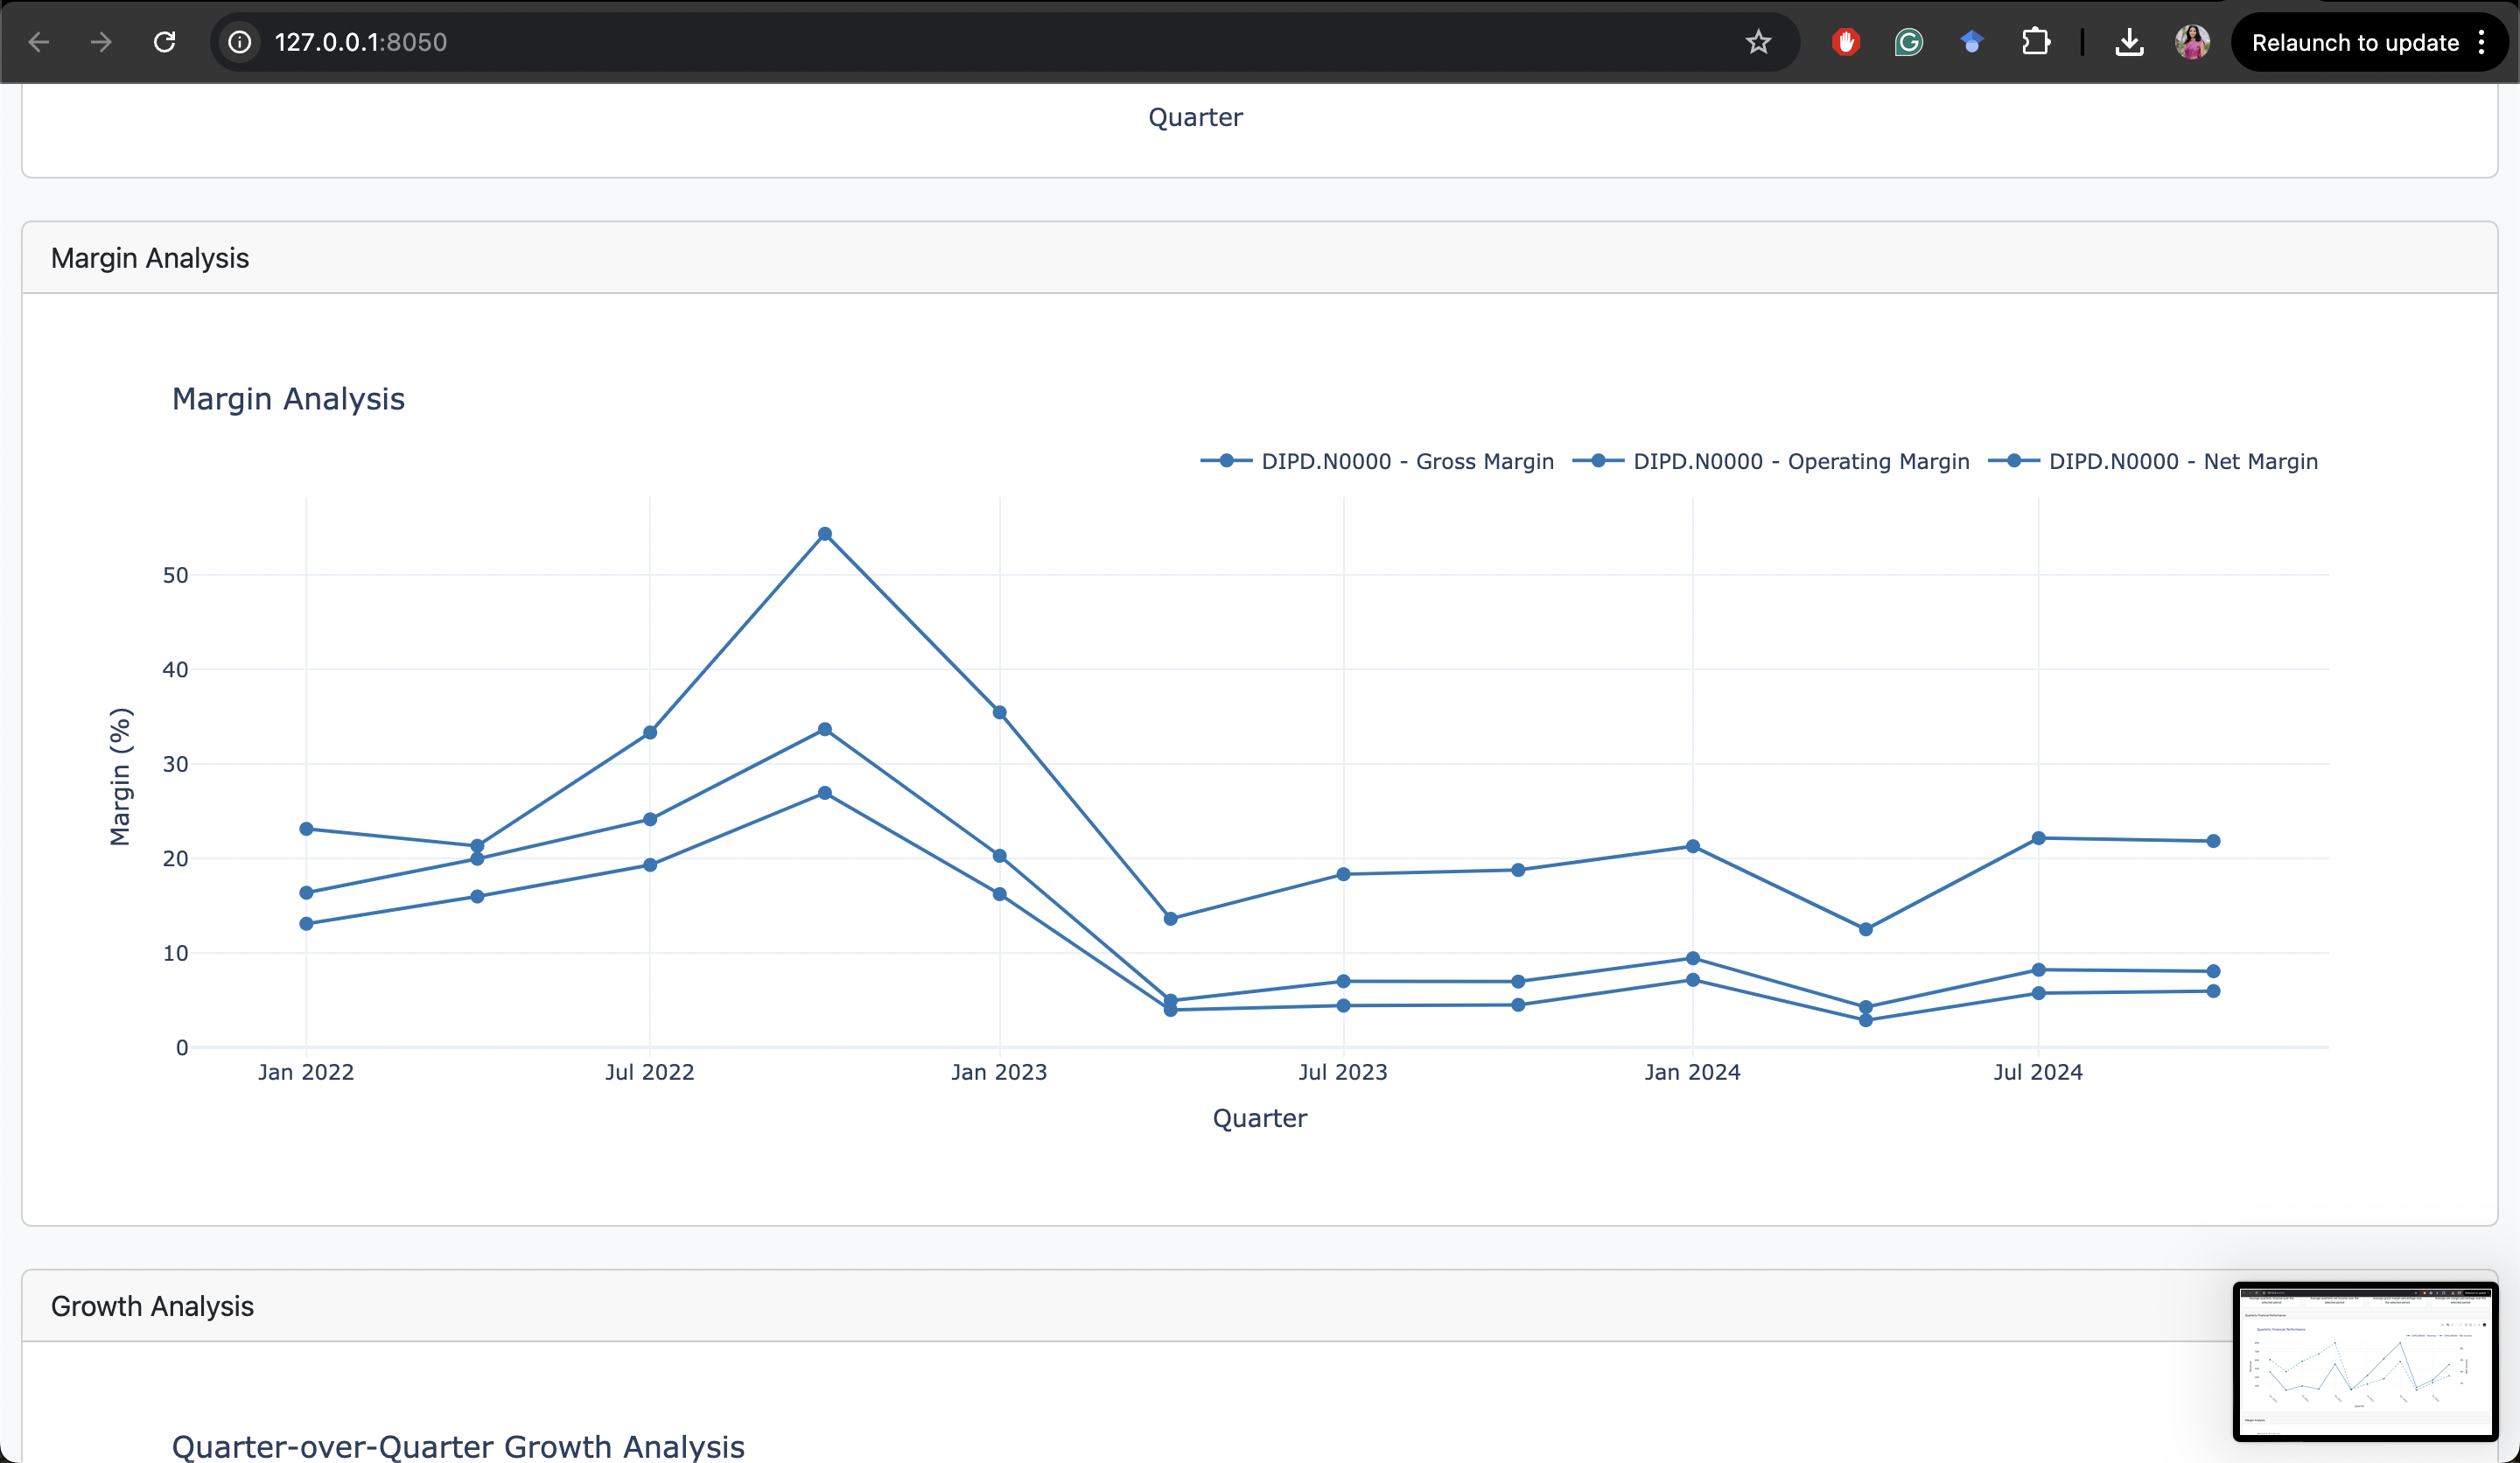 127.0.0.1:8050
Relaunch to update
Quarter
Margin Analysis
Margin Analysis
DIPD.N0000 - Gross Margin
DIPD.N0000 - Operating Margin
DIPD.N0000 - Net Margin
Margin (%)
50
40
30
20
10
0
Jan 2022
Jul 2022
Jan 2023
Jul 2023
Jan 2024
Jul 2024
Quarter
Growth Analysis
Quarter-over-Quarter Growth Analysis